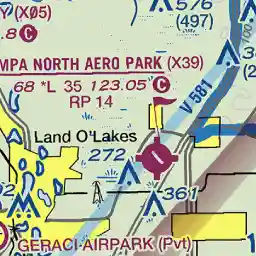 Y (X05)
.8 C
575
(497)
MPA NORTH AERO PARK (X39)
68 *L 35 123.05 C
RP 14
V 581
Land O'Lakes
272
361
GERACI AIRPARK (Pvt)